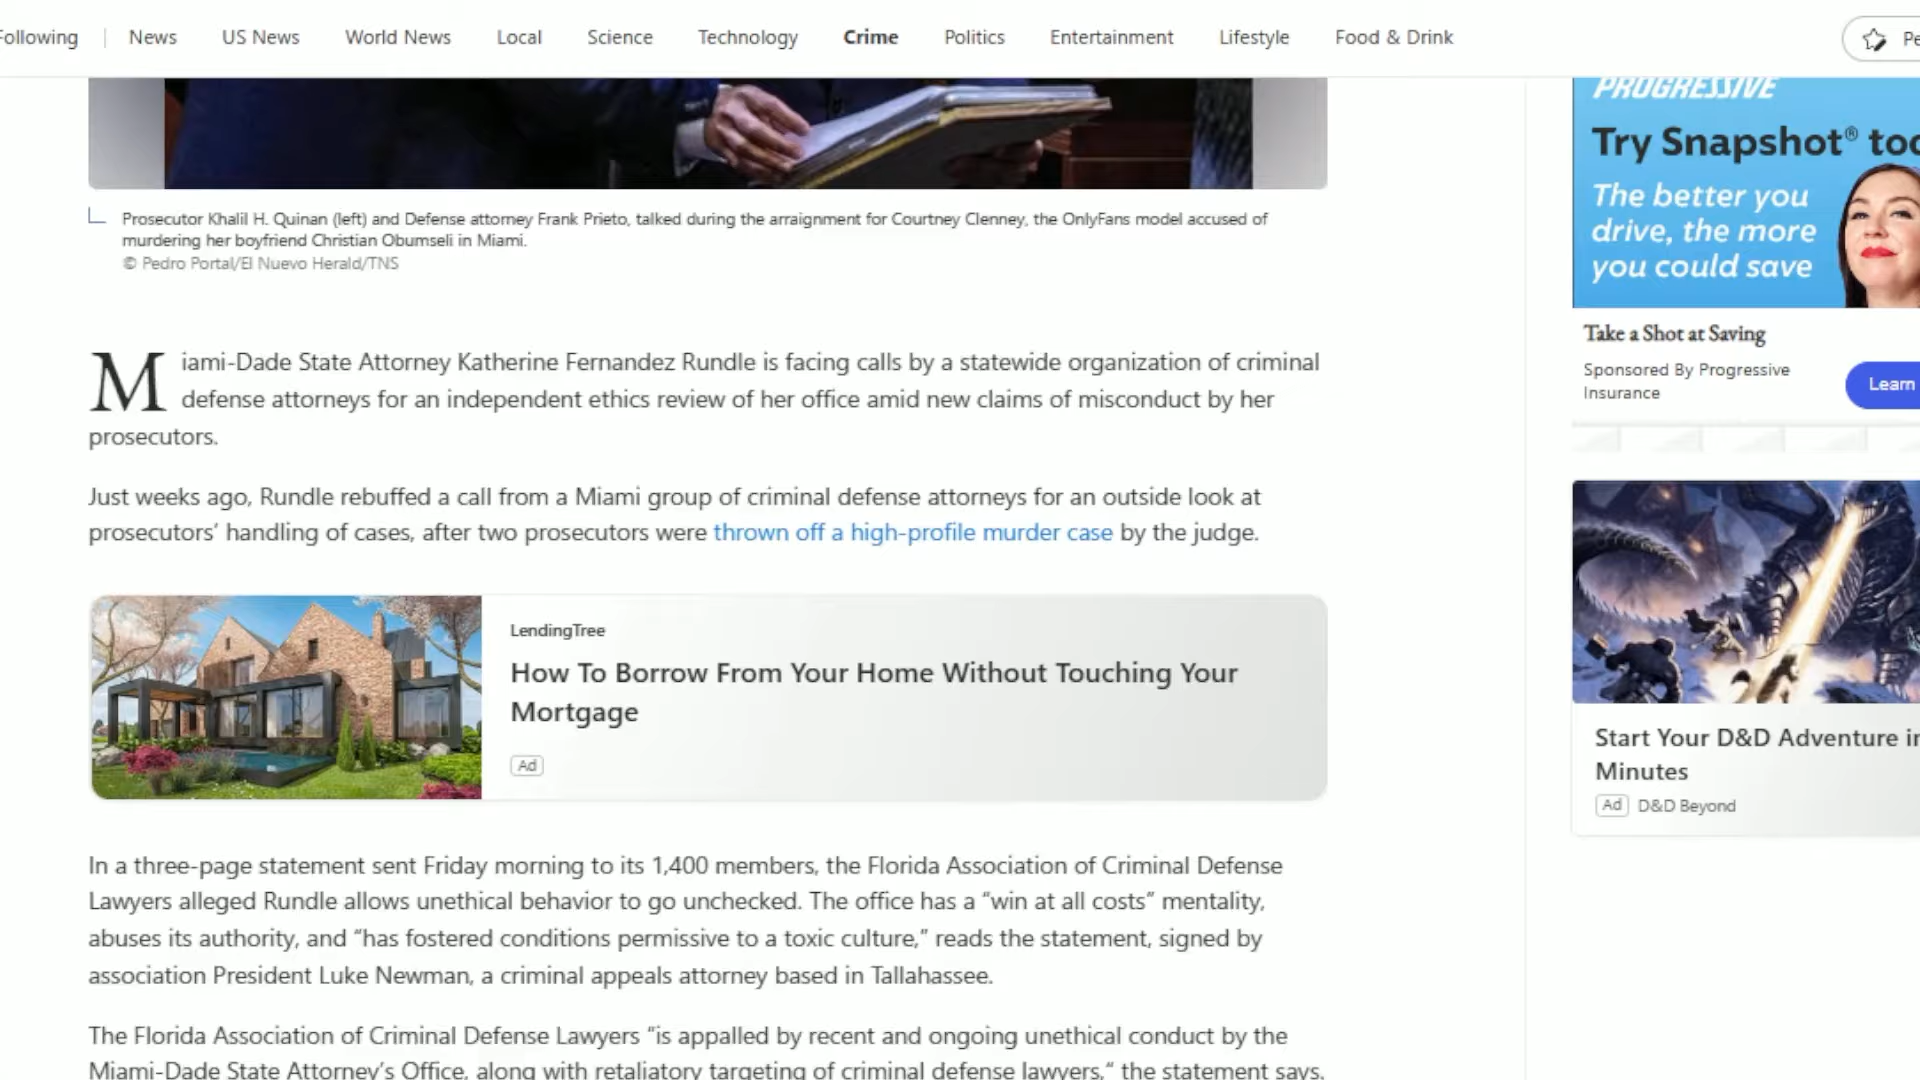 Following
News
US News
World News
Local
Science
Technology
Crime
Politics
Entertainment
Lifestyle
Food & Drink
Pe
Prosecutor Khalil H. Quinan (left) and Defense attorney Frank Prieto, talked during the arraignment for Courtney Clenney, the OnlyFans model accused of
murdering her boyfriend Christian Obumseli in Miami.
© Pedro Portal/El Nuevo Herald/TNS
Miami-Dade State Attorney Katherine Fernandez Rundle is facing calls by a statewide organization of criminal
defense attorneys for an independent ethics review of her office amid new claims of misconduct by her
prosecutors.
Just weeks ago, Rundle rebuffed a call from a Miami group of criminal defense attorneys for an outside look at
prosecutors’ handling of cases, after two prosecutors were thrown off a high-profile murder case by the judge.
LendingTree
How To Borrow From Your Home Without Touching Your
Mortgage
Ad
In a three-page statement sent Friday morning to its 1,400 members, the Florida Association of Criminal Defense
Lawyers alleged Rundle allows unethical behavior to go unchecked. The office has a “win at all costs” mentality,
abuses its authority, and “has fostered conditions permissive to a toxic culture,” reads the statement, signed by
association President Luke Newman, a criminal appeals attorney based in Tallahassee.
The Florida Association of Criminal Defense Lawyers “is appalled by recent and ongoing unethical conduct by the
Miami-Dade State Attorney’s Office, along with retaliatory targeting of criminal defense lawyers,“ the statement says.
PROGRESSIVE
Try Snapshot® too
The better you
drive, the more
you could save
Take a Shot at Saving
Sponsored By Progressive
Insurance
Learn
Start Your D&D Adventure in
Minutes
Ad D&D Beyond